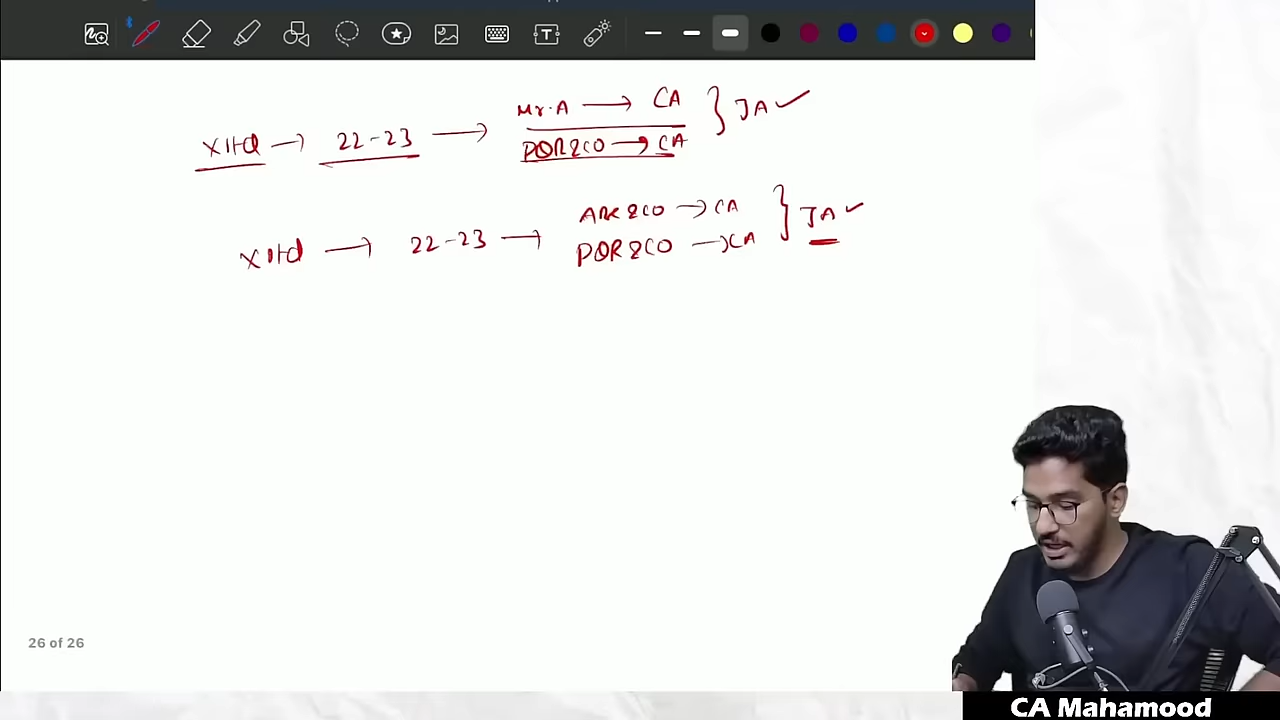 Mr.A → CA } JA ✓
X ltd → 22-23 →
PQR & CO → CA
ABC & CO → CA } JA ✓
X ltd → 22-23 →
PQR & CO → CA
26 of 26
CA Mahamood